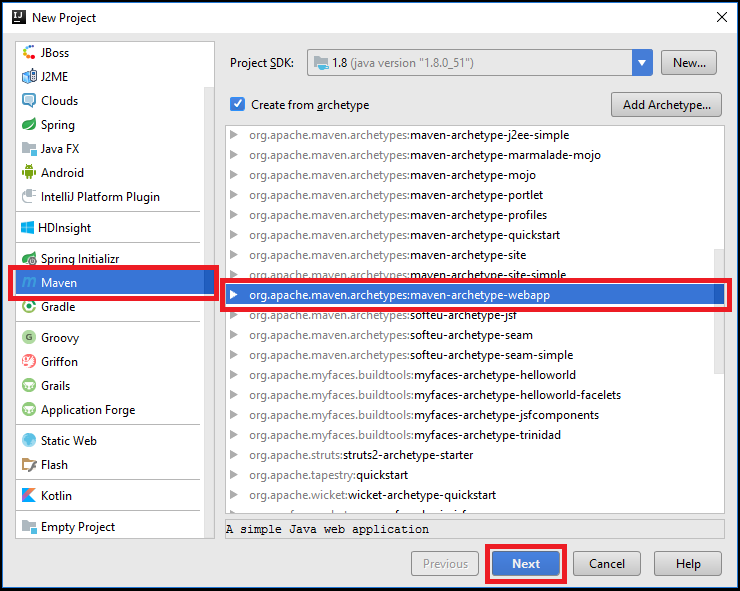 New Project
JBoss
J2ME
Clouds
Spring
Java FX
Android
IntelliJ Platform Plugin
HDInsight
Spring Initializr
Maven
Gradle
Groovy
Griffon
Grails
Application Forge
Static Web
Flash
Kotlin
Empty Project
Project SDK: 1.8 (java version "1.8.0_51") New...
Create from archetype Add Archetype...
org.apache.maven.archetypes:maven-archetype-j2ee-simple
org.apache.maven.archetypes:maven-archetype-marmalade-mojo
org.apache.maven.archetypes:maven-archetype-mojo
org.apache.maven.archetypes:maven-archetype-portlet
org.apache.maven.archetypes:maven-archetype-profiles
org.apache.maven.archetypes:maven-archetype-quickstart
org.apache.maven.archetypes:maven-archetype-site
org.apache.maven.archetypes:maven-archetype-site-simple
org.apache.maven.archetypes:maven-archetype-webapp
org.apache.maven.archetypes:softeu-archetype-jsf
org.apache.maven.archetypes:softeu-archetype-seam
org.apache.maven.archetypes:softeu-archetype-seam-simple
org.apache.myfaces.buildtools:myfaces-archetype-helloworld
org.apache.myfaces.buildtools:myfaces-archetype-helloworld-facelets
org.apache.myfaces.buildtools:myfaces-archetype-jsfcomponents
org.apache.myfaces.buildtools:myfaces-archetype-trinidad
org.apache.struts:struts2-archetype-starter
org.apache.tapestry:quickstart
org.apache.wicket:wicket-archetype-quickstart
A simple Java web application
Previous Next Cancel Help